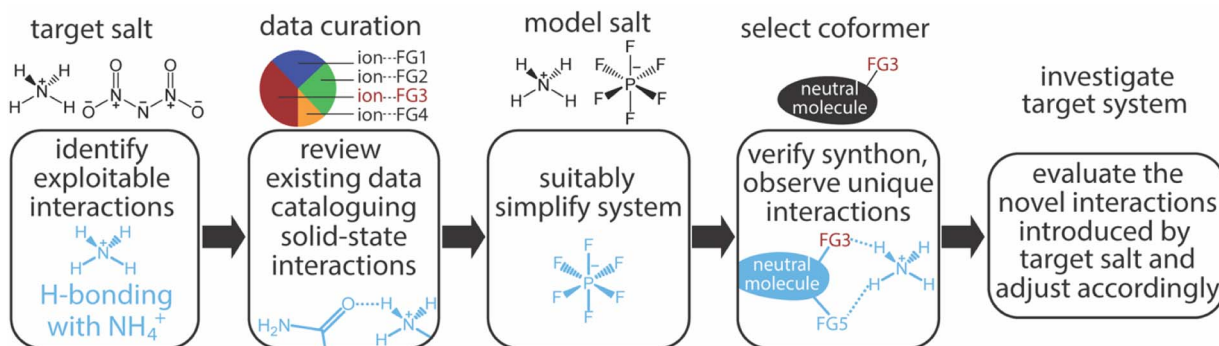 target salt
data curation
model salt
select coformer
investigate
target system
H
H
N
+
H
H
O
O
O
N
N
N
O
-
+
-
+
-
ion···FG1
ion···FG2
ion···FG3
ion···FG4
H
H
N
+
H
H
F
F
F
P
-
F
F
F
FG3
neutral
molecule
identify
exploitable
interactions
H
H
N
+
H
H
H-bonding
with NH₄⁺
review
existing data
cataloguing
solid-state
interactions
H₂N
O
H
H
N
+
H
suitably
simplify system
F
F
F
P
-
F
F
F
verify synthon,
observe unique
interactions
FG3
neutral
molecule
FG5
H
H
N
+
H
H
evaluate the
novel interactions
introduced by
target salt and
adjust accordingly